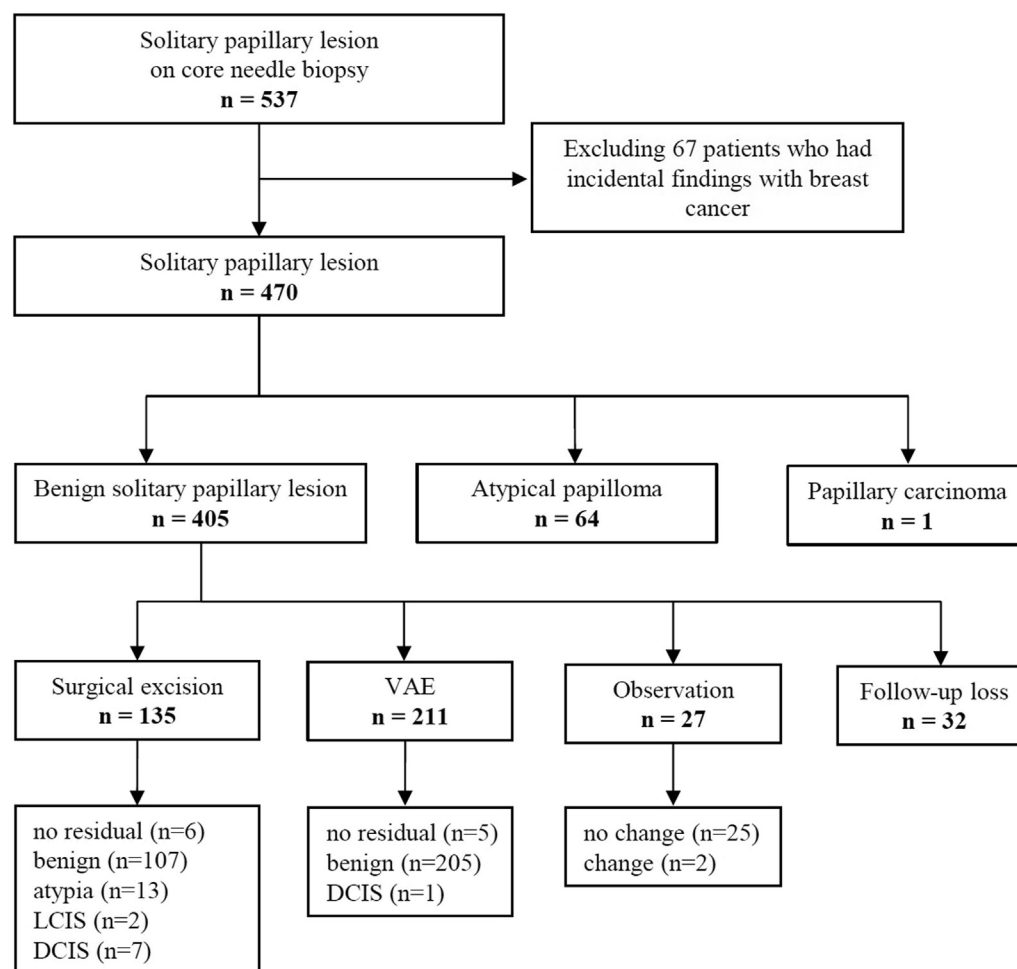 Solitary papillary lesion
on core needle biopsy
n = 537
Excluding 67 patients who had
incidental findings with breast
cancer
Solitary papillary lesion
n = 470
Benign solitary papillary lesion
n = 405
Atypical papilloma
n = 64
Papillary carcinoma
n = 1
Surgical excision
n = 135
VAE
n = 211
Observation
n = 27
Follow-up loss
n = 32
no residual (n=6)
benign (n=107)
atypia (n=13)
LCIS (n=2)
DCIS (n=7)
no residual (n=5)
benign (n=205)
DCIS (n=1)
no change (n=25)
change (n=2)